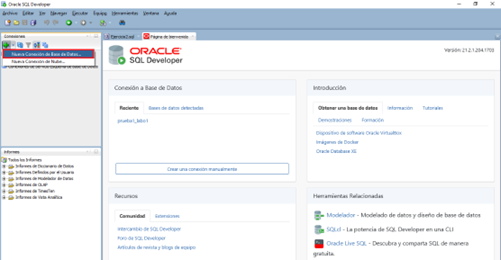 Oracle SQL Developer
Archivo Editar Ver Navegar Ejecutar Equipo Herramientas Ventana Ayuda
Conexiones
Página de bienvenida
Nueva Conexión de Base de Datos...
Nueva Conexión de Nube...
ORACLE
SQL Developer
Versión: 21.2.1.204.1703
Conexión a Base de Datos
Reciente Bases de datos detectadas
prueba1_bdoo1
Crear una conexión manualmente
Introducción
Obtener una base de datos Información Tutoriales
Demostraciones Formación
Dispositivo de software Oracle VirtualBox
Imágenes de Docker
Oracle Database XE
Informes
Todos los Informes
Informes de Diccionario de Datos
Informes Definidos por el Usuario
Informes de Modelador de Datos
Informes de OLAP
Informes de TimesTen
Informes de Vista Analítica
Recursos
Comunidad Extensiones
Intercambio de SQL Developer
Foro de SQL Developer
Artículos de revista y blogs de equipo
Herramientas Relacionadas
Modelador - Modelado de datos y diseño de base de datos
SQLcl - La potencia de SQL Developer en una CLI
Oracle Live SQL - Descubra y comparta SQL de manera
gratuita.